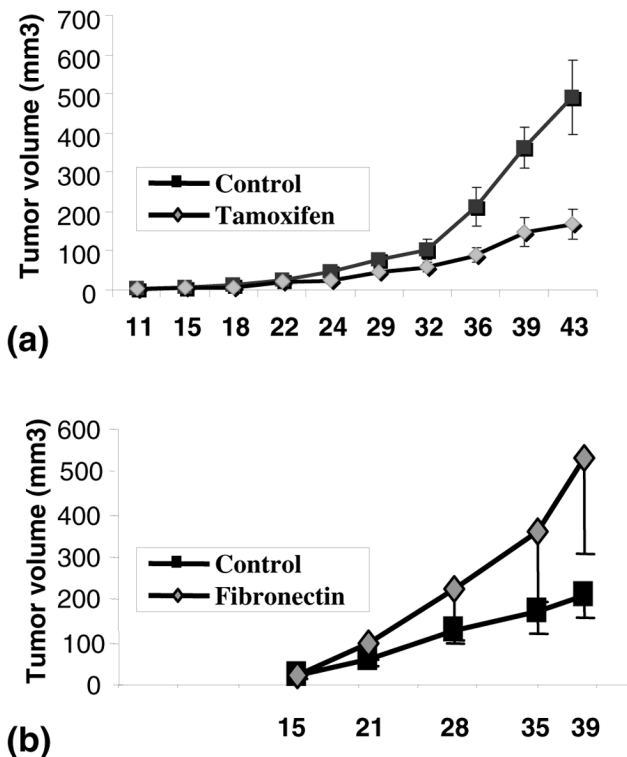 700
600
500
400
300
200
100
0
Tumor volume (mm3)
Control
Tamoxifen
11 15 18 22 24 29 32 36 39 43
(a)
600
500
400
300
200
100
0
Tumor volume (mm3)
Control
Fibronectin
15 21 28 35 39
(b)